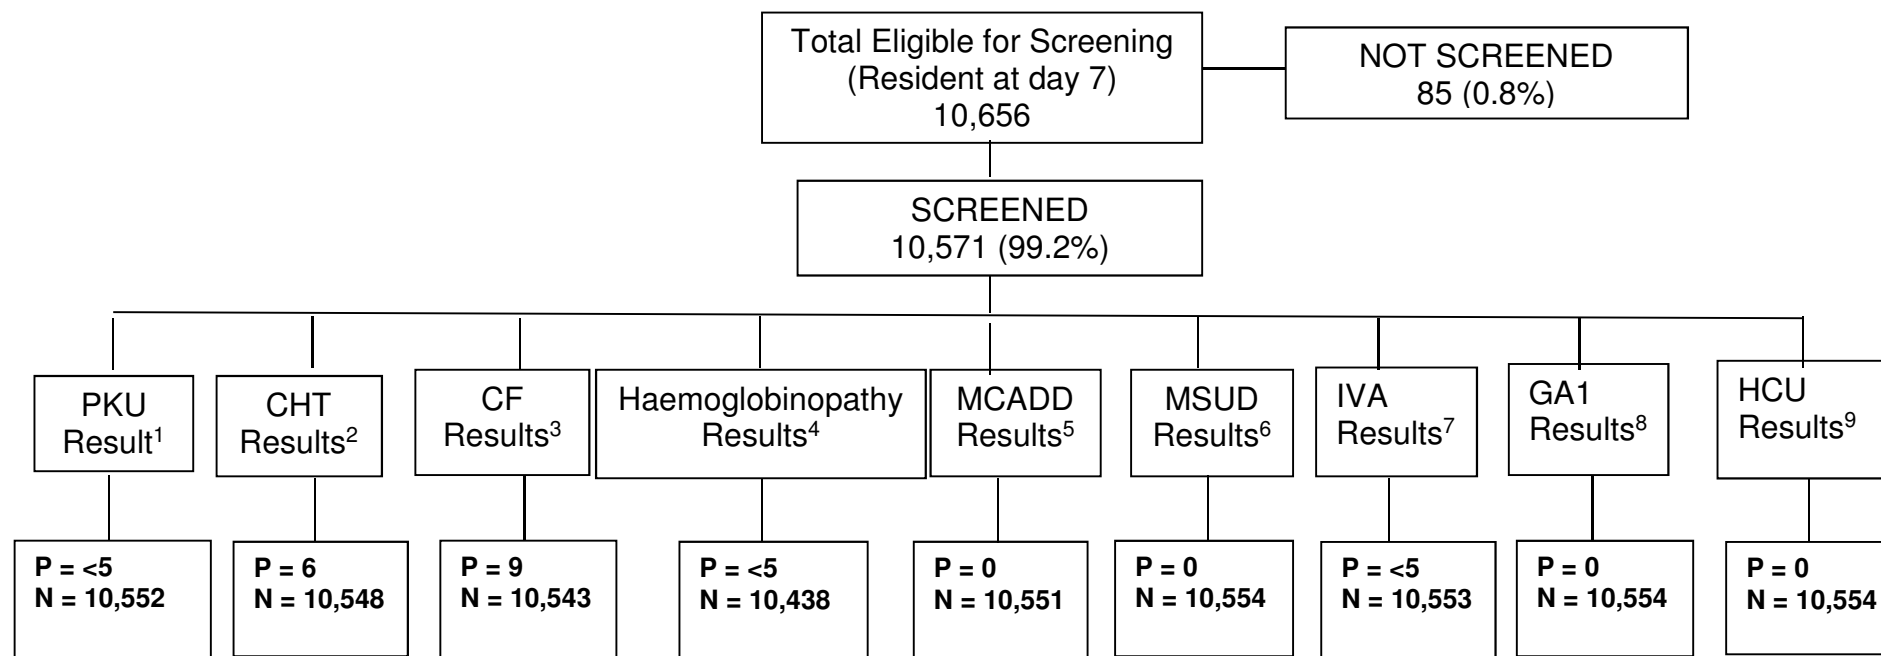 Total Eligible for Screening
(Resident at day 7)
10,656
NOT SCREENED
85 (0.8%)
SCREENED
10,571 (99.2%)
PKU
Result¹
CHT
Results²
CF
Results³
Haemoglobinopathy
Results⁴
MCADD
Results⁵
MSUD
Results⁶
IVA
Results⁷
GA1
Results⁸
HCU
Results⁹
P = <5
N = 10,552
P = 6
N = 10,548
P = 9
N = 10,543
P = <5
N = 10,438
P = 0
N = 10,551
P = 0
N = 10,554
P = <5
N = 10,553
P = 0
N = 10,554
P = 0
N = 10,554